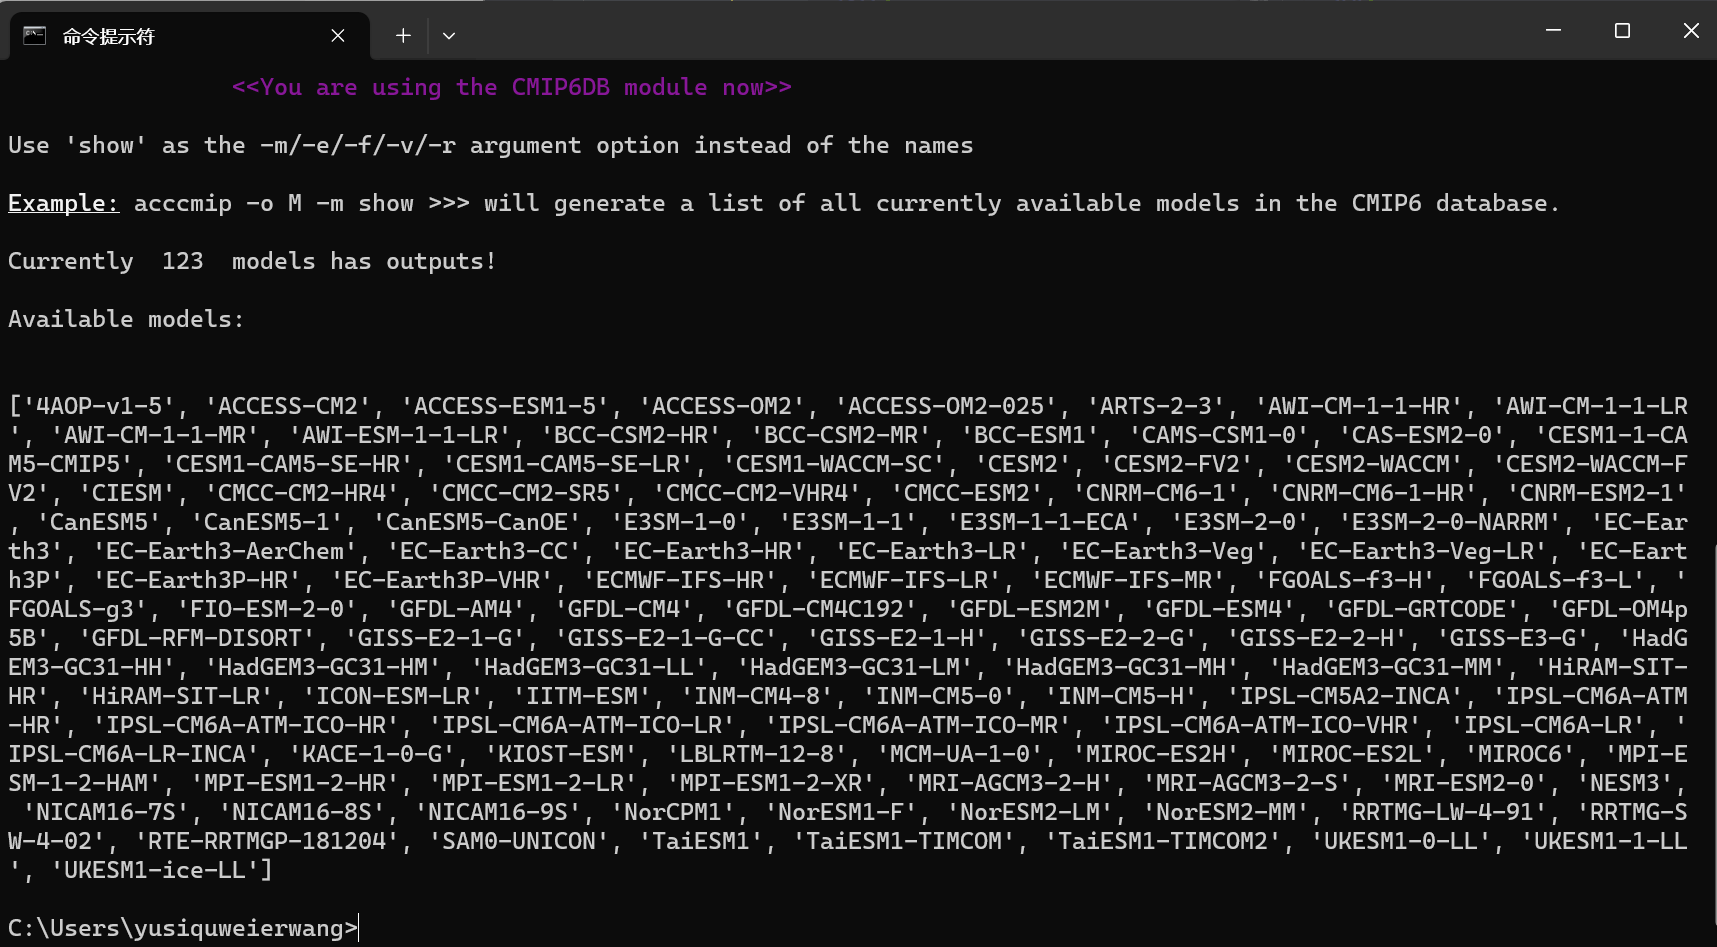 命令提示符
<<You are using the CMIP6DB module now>>
Use 'show' as the -m/-e/-f/-v/-r argument option instead of the names
Example: acccmip -o M -m show >>> will generate a list of all currently available models in the CMIP6 database.
Currently  123  models has outputs!
Available models:
['4AOP-v1-5', 'ACCESS-CM2', 'ACCESS-ESM1-5', 'ACCESS-OM2', 'ACCESS-OM2-025', 'ARTS-2-3', 'AWI-CM-1-1-HR', 'AWI-CM-1-1-LR
', 'AWI-CM-1-1-MR', 'AWI-ESM-1-1-LR', 'BCC-CSM2-HR', 'BCC-CSM2-MR', 'BCC-ESM1', 'CAMS-CSM1-0', 'CAS-ESM2-0', 'CESM1-1-CA
M5-CMIP5', 'CESM1-CAM5-SE-HR', 'CESM1-CAM5-SE-LR', 'CESM1-WACCM-SC', 'CESM2', 'CESM2-FV2', 'CESM2-WACCM', 'CESM2-WACCM-F
V2', 'CIESM', 'CMCC-CM2-HR4', 'CMCC-CM2-SR5', 'CMCC-CM2-VHR4', 'CMCC-ESM2', 'CNRM-CM6-1', 'CNRM-CM6-1-HR', 'CNRM-ESM2-1'
, 'CanESM5', 'CanESM5-1', 'CanESM5-CanOE', 'E3SM-1-0', 'E3SM-1-1', 'E3SM-1-1-ECA', 'E3SM-2-0', 'E3SM-2-0-NARRM', 'EC-Ear
th3', 'EC-Earth3-AerChem', 'EC-Earth3-CC', 'EC-Earth3-HR', 'EC-Earth3-LR', 'EC-Earth3-Veg', 'EC-Earth3-Veg-LR', 'EC-Eart
h3P', 'EC-Earth3P-HR', 'EC-Earth3P-VHR', 'ECMWF-IFS-HR', 'ECMWF-IFS-LR', 'ECMWF-IFS-MR', 'FGOALS-f3-H', 'FGOALS-f3-L', '
FGOALS-g3', 'FIO-ESM-2-0', 'GFDL-AM4', 'GFDL-CM4', 'GFDL-CM4C192', 'GFDL-ESM2M', 'GFDL-ESM4', 'GFDL-GRTCODE', 'GFDL-OM4p
5B', 'GFDL-RFM-DISORT', 'GISS-E2-1-G', 'GISS-E2-1-G-CC', 'GISS-E2-1-H', 'GISS-E2-2-G', 'GISS-E2-2-H', 'GISS-E3-G', 'HadG
EM3-GC31-HH', 'HadGEM3-GC31-HM', 'HadGEM3-GC31-LL', 'HadGEM3-GC31-LM', 'HadGEM3-GC31-MH', 'HadGEM3-GC31-MM', 'HiRAM-SIT-
HR', 'HiRAM-SIT-LR', 'ICON-ESM-LR', 'IITM-ESM', 'INM-CM4-8', 'INM-CM5-0', 'INM-CM5-H', 'IPSL-CM5A2-INCA', 'IPSL-CM6A-ATM
-HR', 'IPSL-CM6A-ATM-ICO-HR', 'IPSL-CM6A-ATM-ICO-LR', 'IPSL-CM6A-ATM-ICO-MR', 'IPSL-CM6A-ATM-ICO-VHR', 'IPSL-CM6A-LR', '
IPSL-CM6A-LR-INCA', 'KACE-1-0-G', 'KIOST-ESM', 'LBLRTM-12-8', 'MCM-UA-1-0', 'MIROC-ES2H', 'MIROC-ES2L', 'MIROC6', 'MPI-E
SM-1-2-HAM', 'MPI-ESM1-2-HR', 'MPI-ESM1-2-LR', 'MPI-ESM1-2-XR', 'MRI-AGCM3-2-H', 'MRI-AGCM3-2-S', 'MRI-ESM2-0', 'NESM3',
 'NICAM16-7S', 'NICAM16-8S', 'NICAM16-9S', 'NorCPM1', 'NorESM1-F', 'NorESM2-LM', 'NorESM2-MM', 'RRTMG-LW-4-91', 'RRTMG-S
W-4-02', 'RTE-RRTMGP-181204', 'SAM0-UNICON', 'TaiESM1', 'TaiESM1-TIMCOM', 'TaiESM1-TIMCOM2', 'UKESM1-0-LL', 'UKESM1-1-LL
', 'UKESM1-ice-LL']
C:\Users\yusiquweierwang>